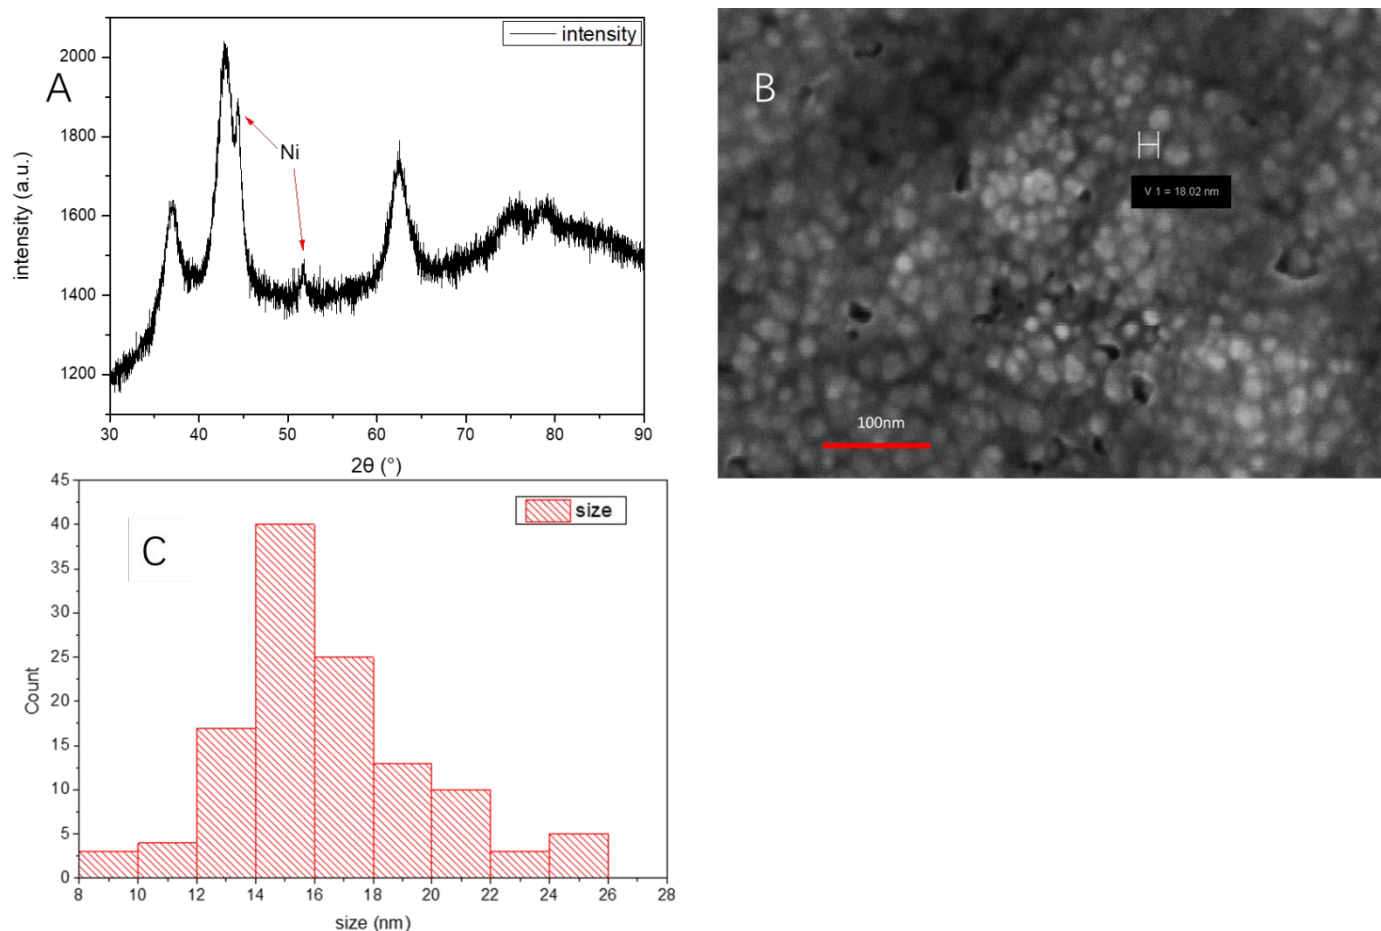 A
intensity
Ni
intensity (a.u.)
2000
1800
1600
1400
1200
30 40 50 60 70 80 90
2θ (°)
B
V 1 = 18.02 nm
100nm
C
size
Count
45
40
35
30
25
20
15
10
5
0
8 10 12 14 16 18 20 22 24 26 28
size (nm)